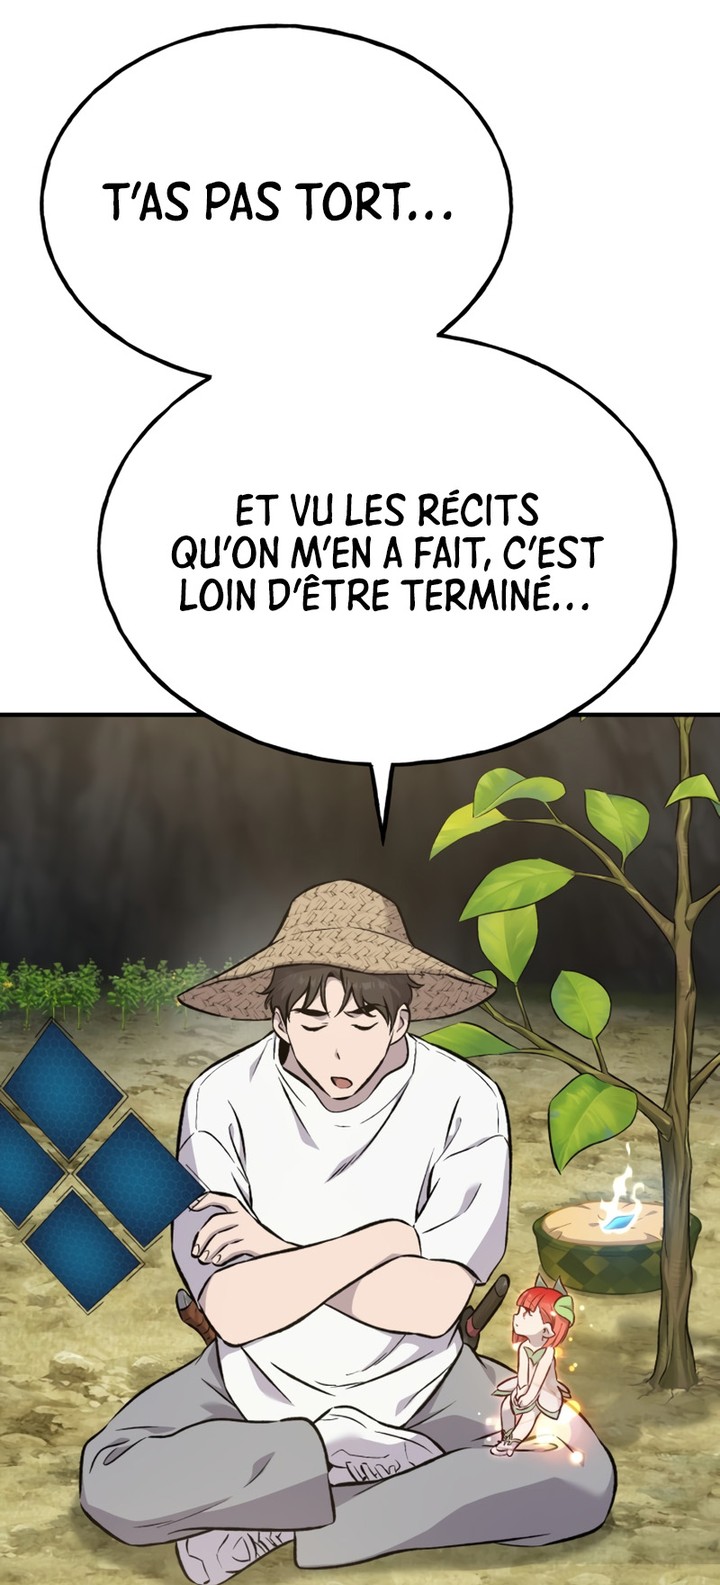 T'AS PAS TORT...
ET VU LES RÉCITS
QU'ON M'EN A FAIT, C'EST
LOIN D'ÊTRE TERMINÉ...